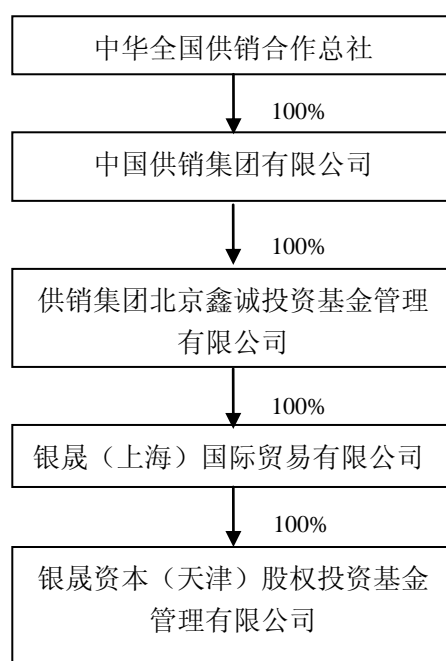 中华全国供销合作总社
100%
中国供销集团有限公司
100%
供销集团北京鑫诚投资基金管理
有限公司
100%
银晟（上海）国际贸易有限公司
100%
银晟资本（天津）股权投资基金
管理有限公司